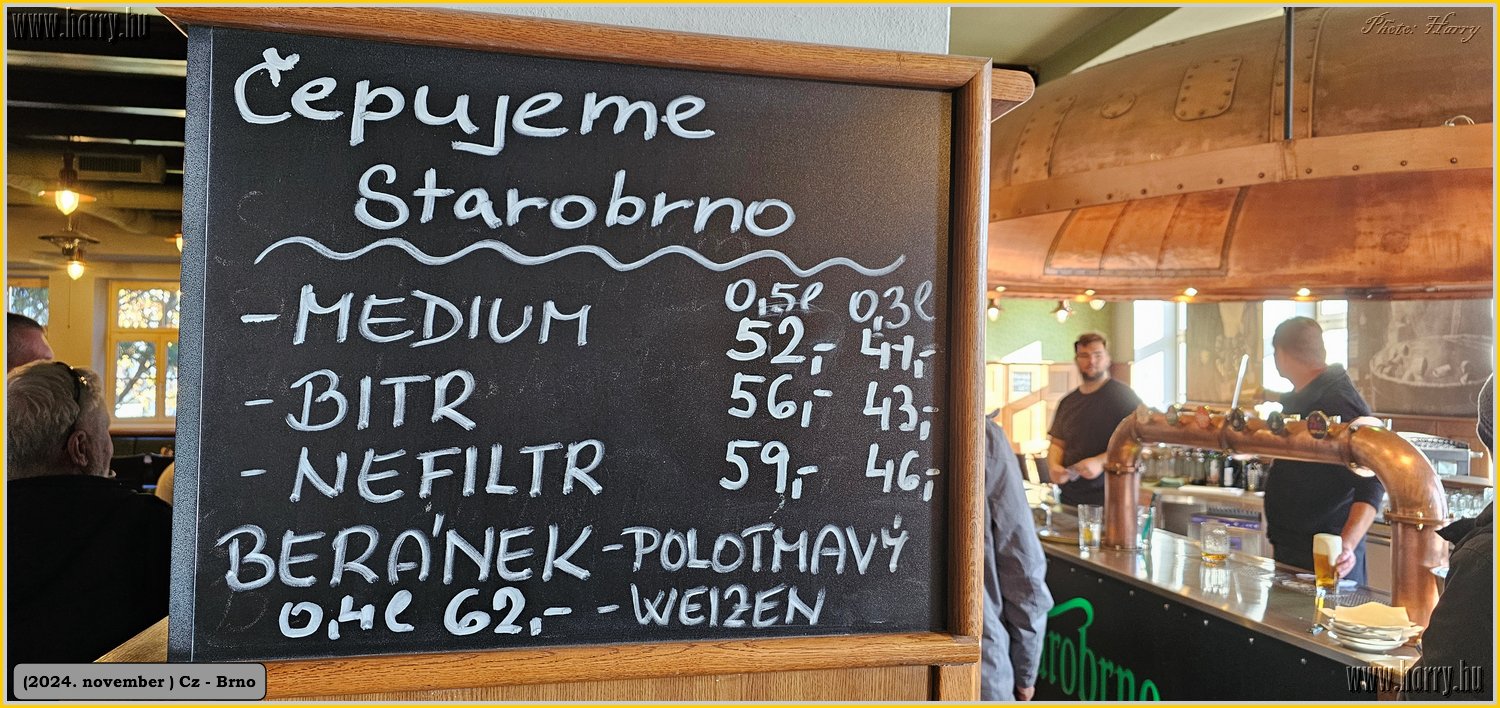 www.harry.hu
Photo: Harry
Čepujeme
Starobrno
0,5l 0,3l
- MEDIUM 52,- 41,-
- BITR 56,- 43,-
- NEFILTR 59,- 46,-
BERÁNEK - POLOTMAVÝ
0,4l 62,- - WEIZEN
arobrno
(2024. november ) Cz - Brno
www.harry.hu